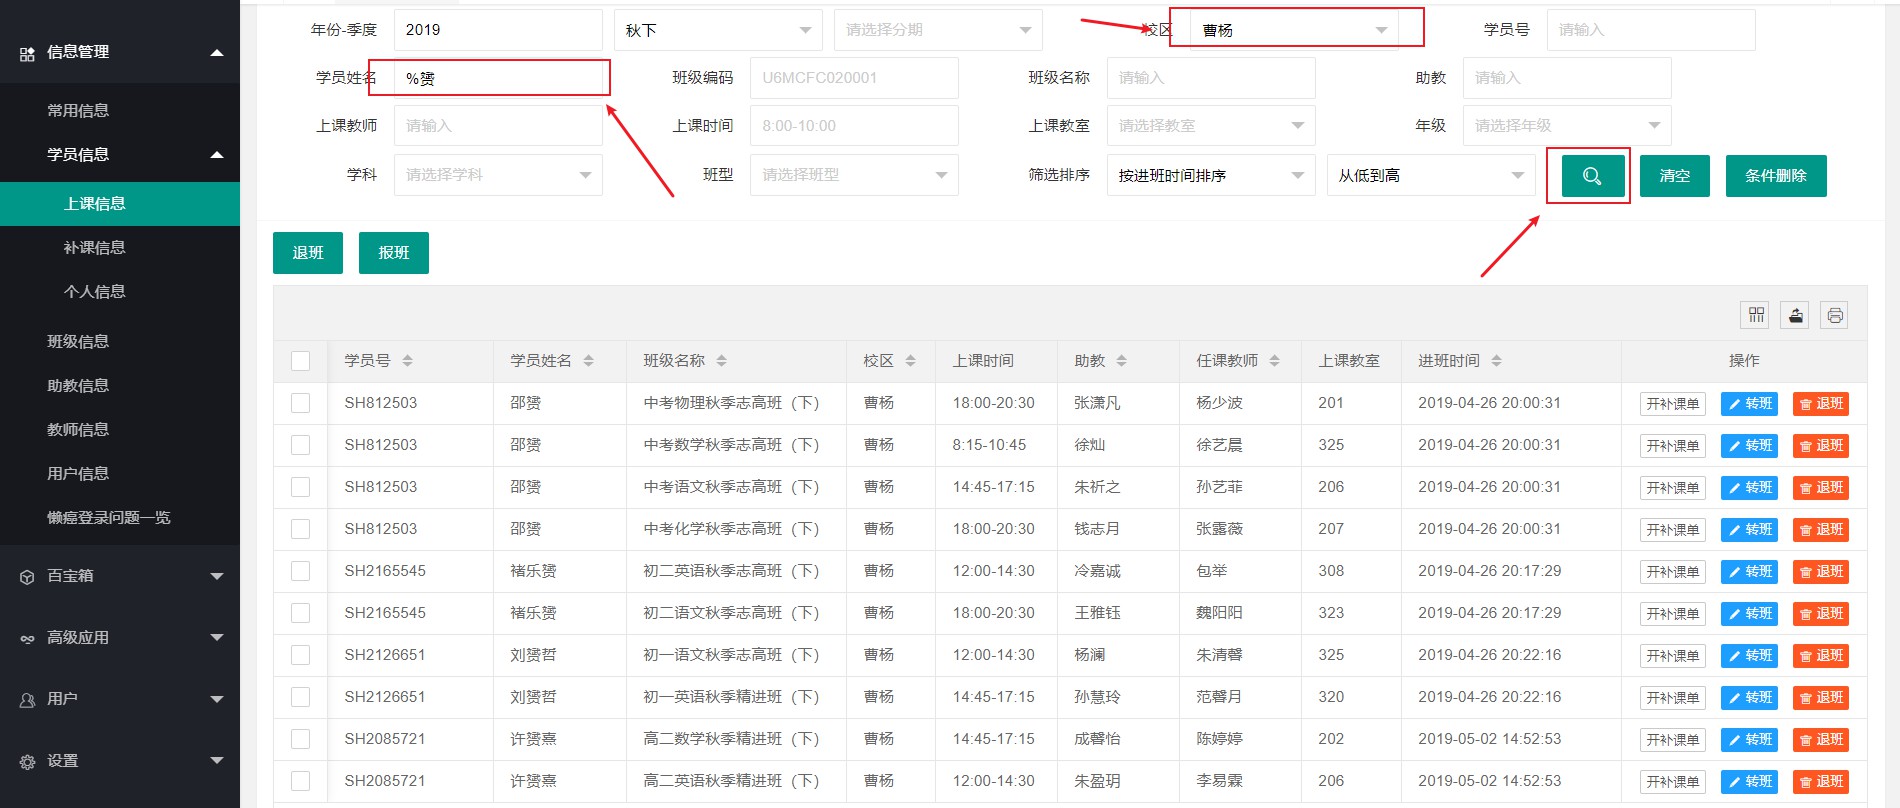 信息管理
常用信息
学员信息
上课信息
补课信息
个人信息
班级信息
助教信息
教师信息
用户信息
懒癌登录问题一览
百宝箱
高级应用
用户
设置
年份-季度 2019 秋下 请选择分期 校区 曹杨 学员号 请输入
学员姓名 %赟 班级编码 U6MCFC020001 班级名称 请输入 助教 请输入
上课教师 请输入 上课时间 8:00-10:00 上课教室 请选择教室 年级 请选择年级
学科 请选择学科 班型 请选择班型 筛选排序 按进班时间排序 从低到高 清空 条件删除
退班 报班
学员号 学员姓名 班级名称 校区 上课时间 助教 任课教师 上课教室 进班时间 操作
SH812503 邵赟 中考物理秋季志高班（下） 曹杨 18:00-20:30 张潇凡 杨少波 201 2019-04-26 20:00:31 开补课单 转班 退班
SH812503 邵赟 中考数学秋季志高班（下） 曹杨 8:15-10:45 徐灿 徐艺晨 325 2019-04-26 20:00:31 开补课单 转班 退班
SH812503 邵赟 中考语文秋季志高班（下） 曹杨 14:45-17:15 朱祈之 孙艺菲 206 2019-04-26 20:00:31 开补课单 转班 退班
SH812503 邵赟 中考化学秋季志高班（下） 曹杨 18:00-20:30 钱志月 张露薇 207 2019-04-26 20:00:31 开补课单 转班 退班
SH2165545 褚乐赟 初二英语秋季志高班（下） 曹杨 12:00-14:30 冷嘉诚 包举 308 2019-04-26 20:17:29 开补课单 转班 退班
SH2165545 褚乐赟 初二语文秋季志高班（下） 曹杨 18:00-20:30 王雅钰 魏阳阳 323 2019-04-26 20:17:29 开补课单 转班 退班
SH2126651 刘赟哲 初一语文秋季志高班（下） 曹杨 12:00-14:30 杨澜 朱清馨 325 2019-04-26 20:22:16 开补课单 转班 退班
SH2126651 刘赟哲 初一英语秋季精进班（下） 曹杨 14:45-17:15 孙慧玲 范馨月 320 2019-04-26 20:22:16 开补课单 转班 退班
SH2085721 许赟熹 高二数学秋季精进班（下） 曹杨 14:45-17:15 成馨怡 陈婷婷 202 2019-05-02 14:52:53 开补课单 转班 退班
SH2085721 许赟熹 高二英语秋季精进班（下） 曹杨 12:00-14:30 朱盈玥 李易霖 206 2019-05-02 14:52:53 开补课单 转班 退班